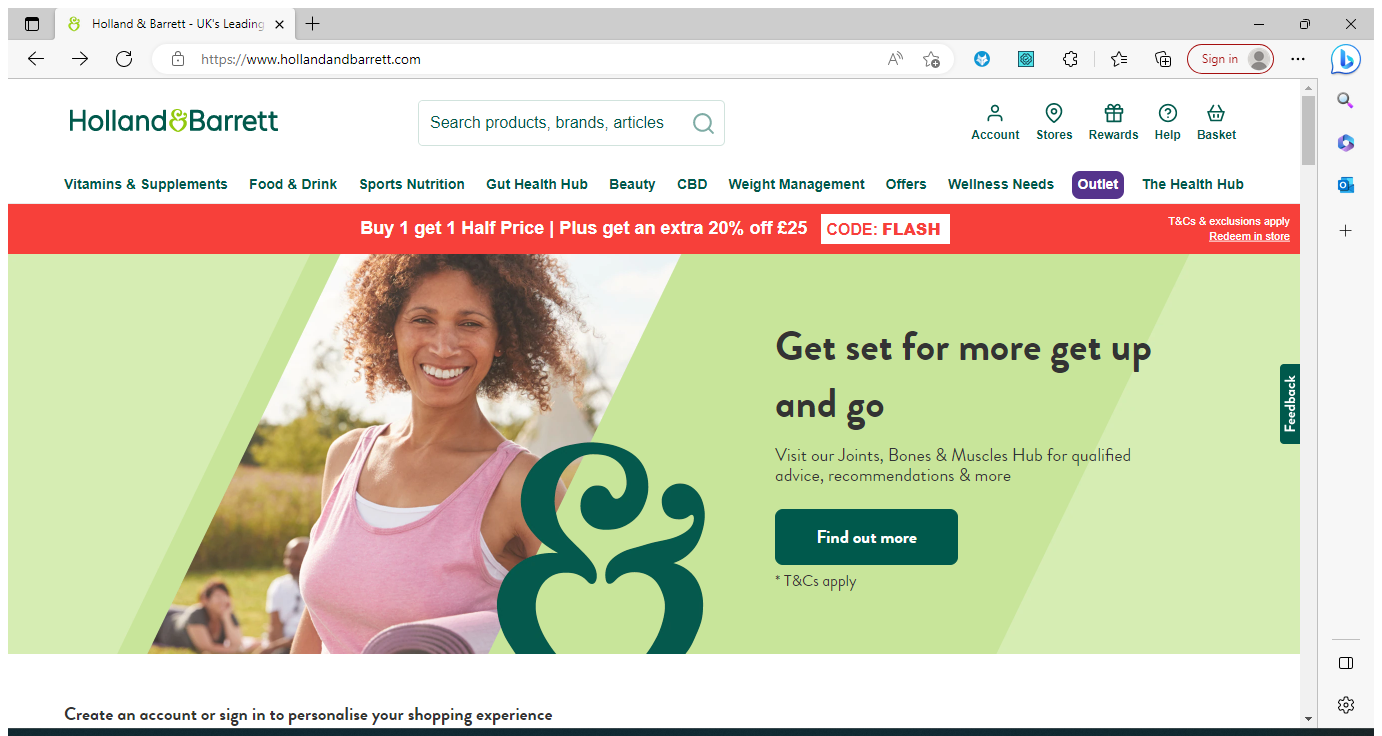 Holland & Barrett - UK's Leading
https://www.hollandandbarrett.com
Sign in
Holland&Barrett
Search products, brands, articles
Account
Stores
Rewards
Help
Basket
Vitamins & Supplements
Food & Drink
Sports Nutrition
Gut Health Hub
Beauty
CBD
Weight Management
Offers
Wellness Needs
Outlet
The Health Hub
Buy 1 get 1 Half Price | Plus get an extra 20% off £25
CODE: FLASH
T&Cs & exclusions apply
Redeem in store
Get set for more get up
and go
Visit our Joints, Bones & Muscles Hub for qualified
advice, recommendations & more
Find out more
* T&Cs apply
&
Feedback
Create an account or sign in to personalise your shopping experience